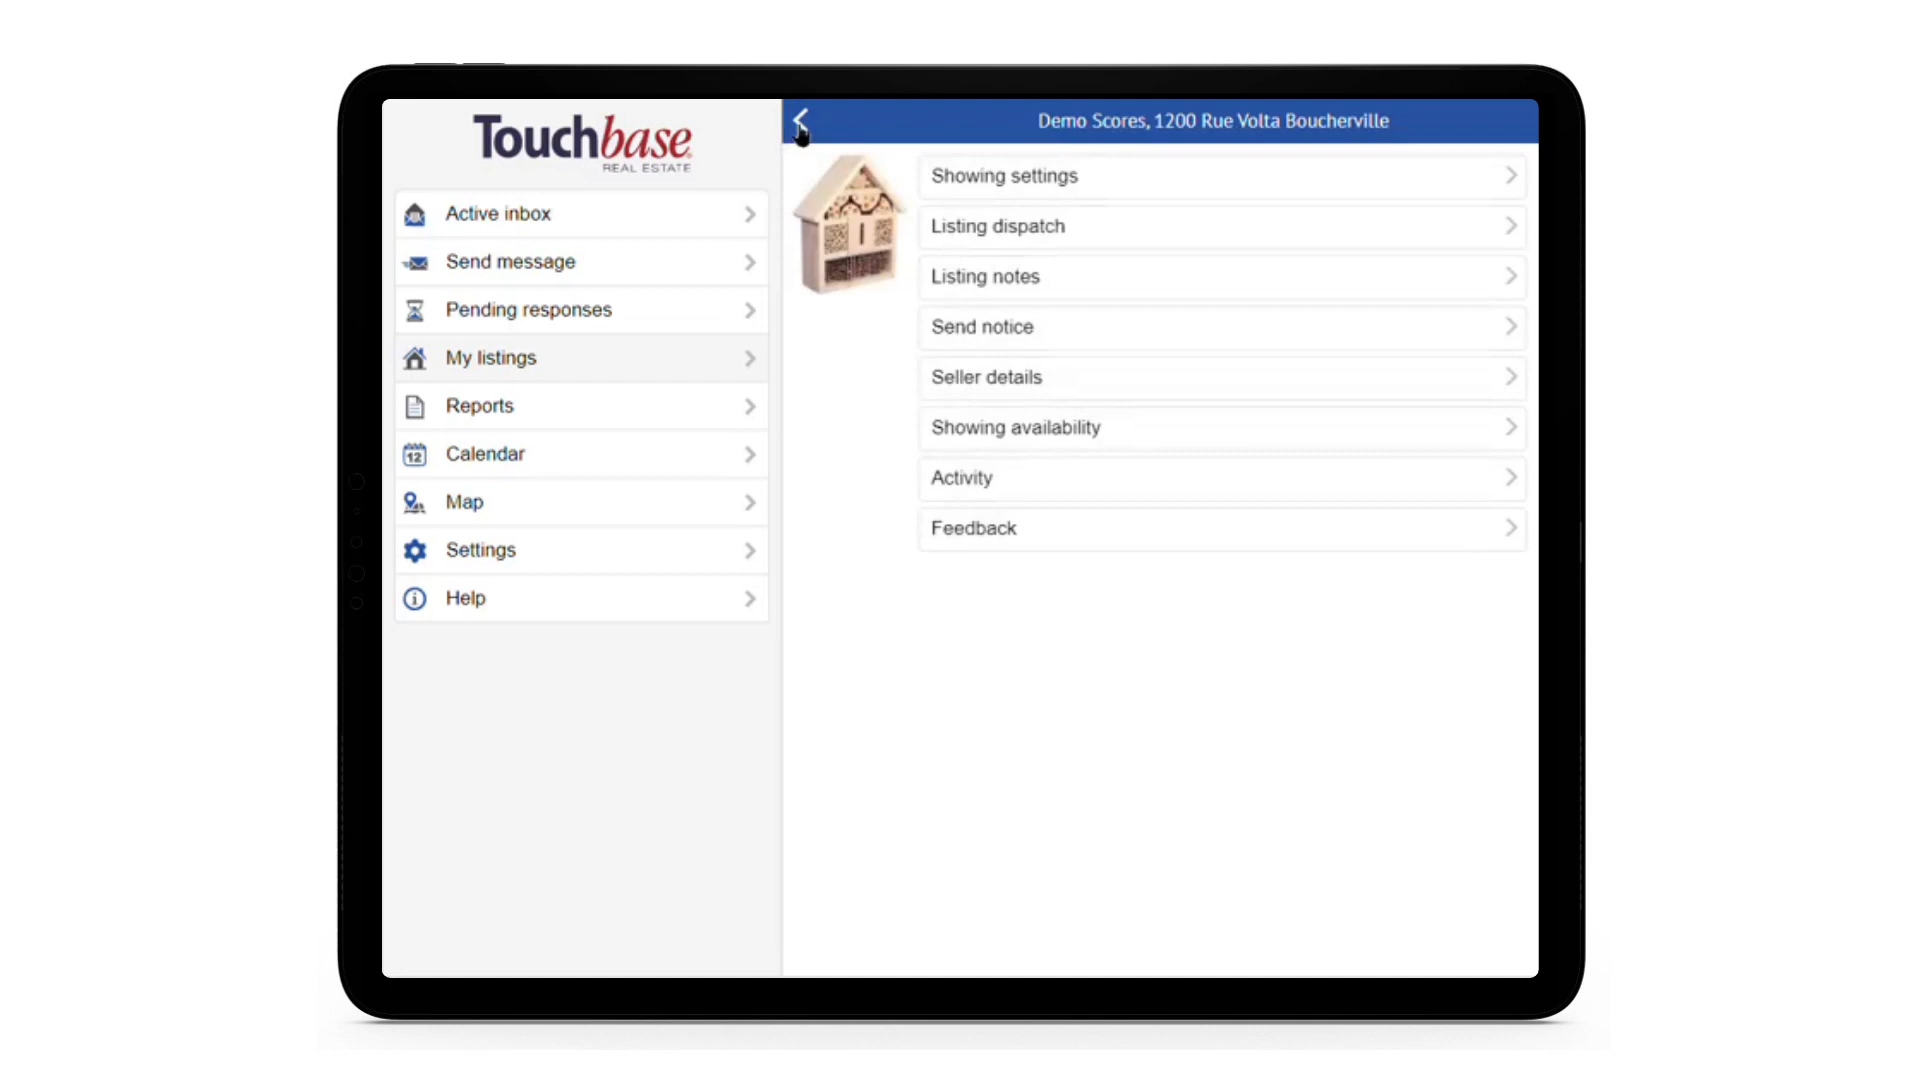 Touchbase
REAL ESTATE
Active inbox
Send message
Pending responses
My listings
Reports
12
Calendar
Map
Settings
Help
Demo Scores, 1200 Rue Volta Boucherville
Showing settings
Listing dispatch
Listing notes
Send notice
Seller details
Showing availability
Activity
Feedback